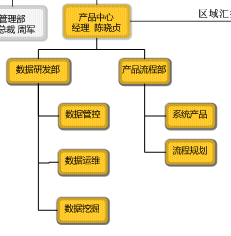 管理部
总裁 周军
产品中心
经理 陈晓贞
区域汇
数据研发部
产品流程部
数据管控
系统产品
数据运维
流程规划
数据挖掘